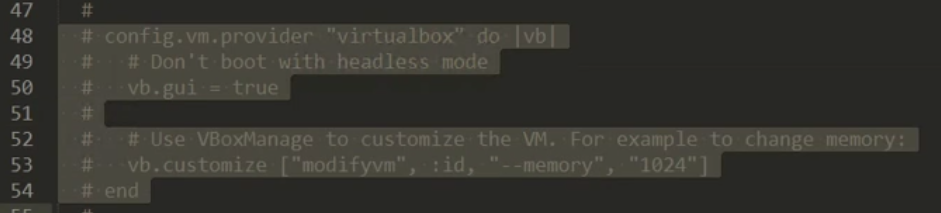 47 #
48 # config.vm.provider "virtualbox" do |vb|
49 #   # Don't boot with headless mode
50 #   vb.gui = true
51 #
52 #   # Use VBoxManage to customize the VM. For example to change memory:
53 #   vb.customize ["modifyvm", :id, "--memory", "1024"]
54 # end
55 #